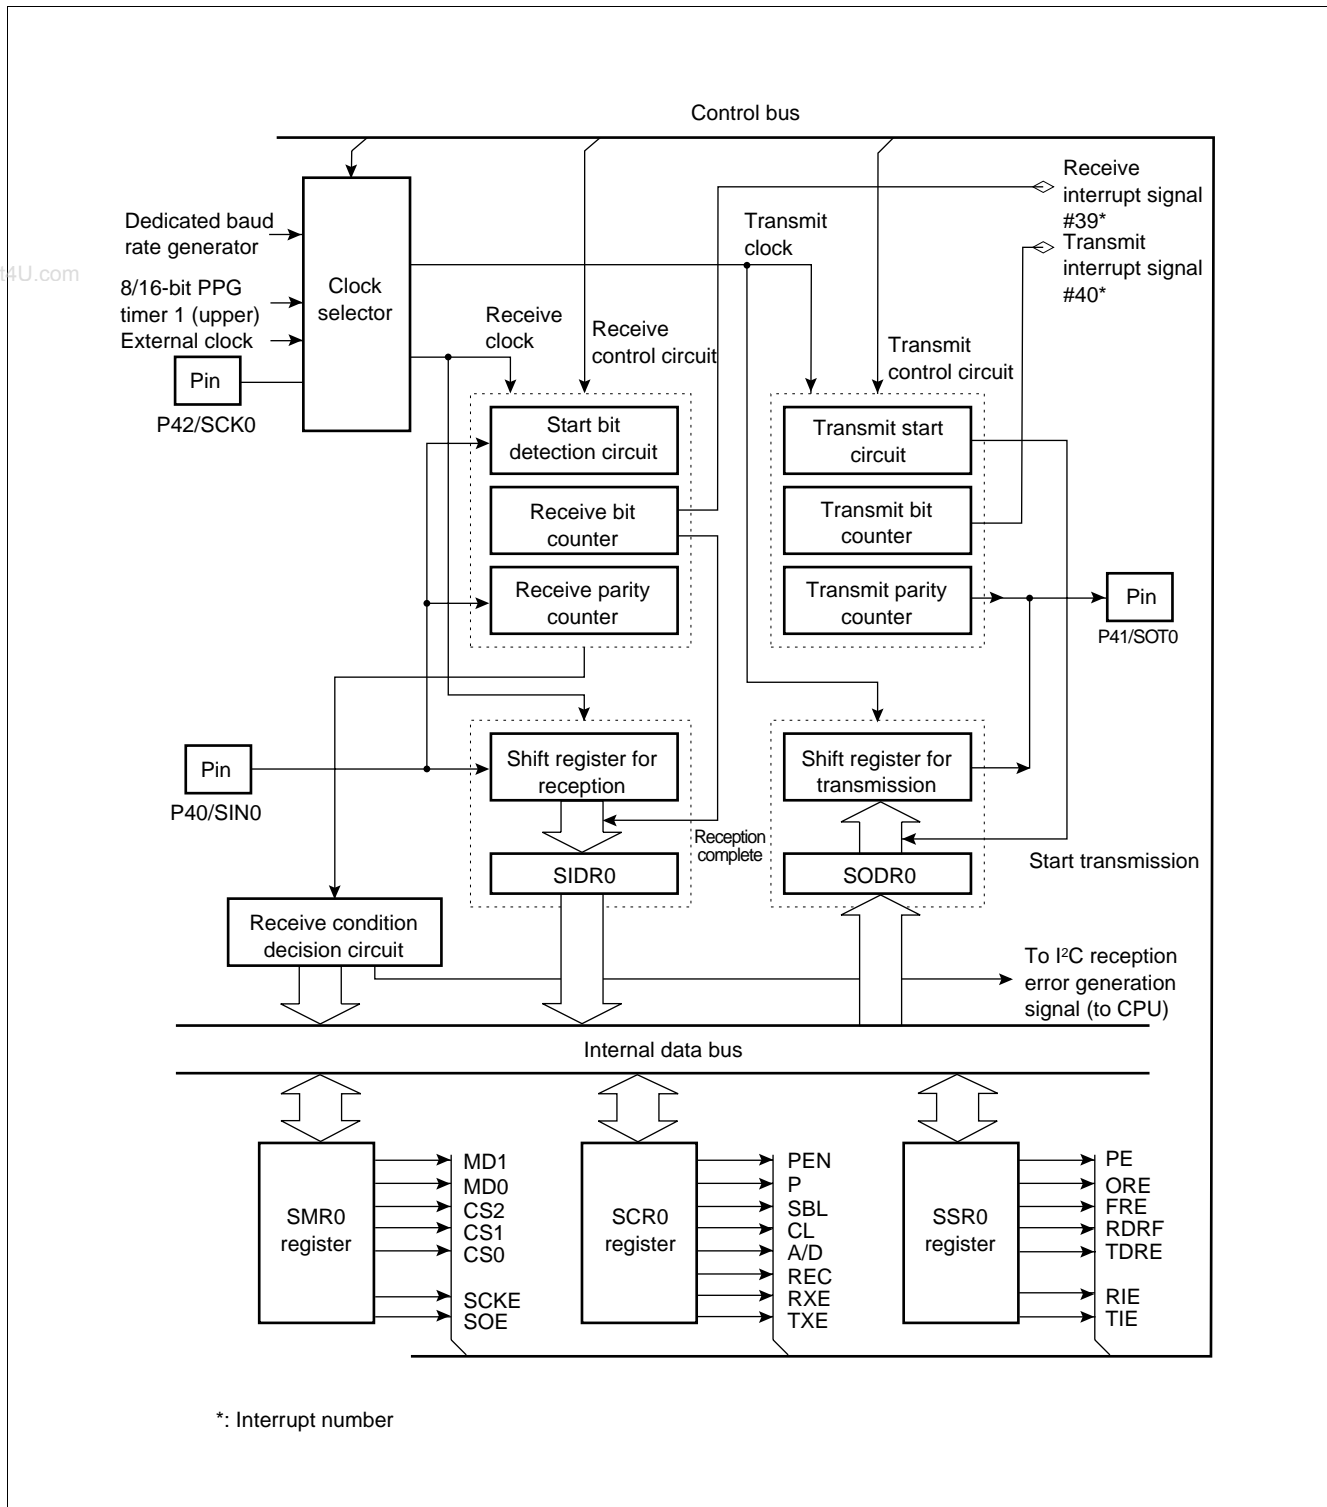 Control bus
Receive
interrupt signal
#39*
Transmit
interrupt signal
#40*
Dedicated baud
rate generator
t4U.com
8/16-bit PPG
timer 1 (upper)
External clock
Pin
P42/SCK0
Clock
selector
Transmit
clock
Receive
clock
Receive
control circuit
Transmit
control circuit
Start bit
detection circuit
Receive bit
counter
Receive parity
counter
Transmit start
circuit
Transmit bit
counter
Transmit parity
counter
Pin
P41/SOT0
Pin
P40/SIN0
Shift register for
reception
Shift register for
transmission
Reception
complete
Start transmission
SIDR0
SODR0
Receive condition
decision circuit
To I²C reception
error generation
signal (to CPU)
Internal data bus
SMR0
register
MD1
MD0
CS2
CS1
CS0
SCKE
SOE
SCR0
register
PEN
P
SBL
CL
A/D
REC
RXE
TXE
SSR0
register
PE
ORE
FRE
RDRF
TDRE
RIE
TIE
*: Interrupt number